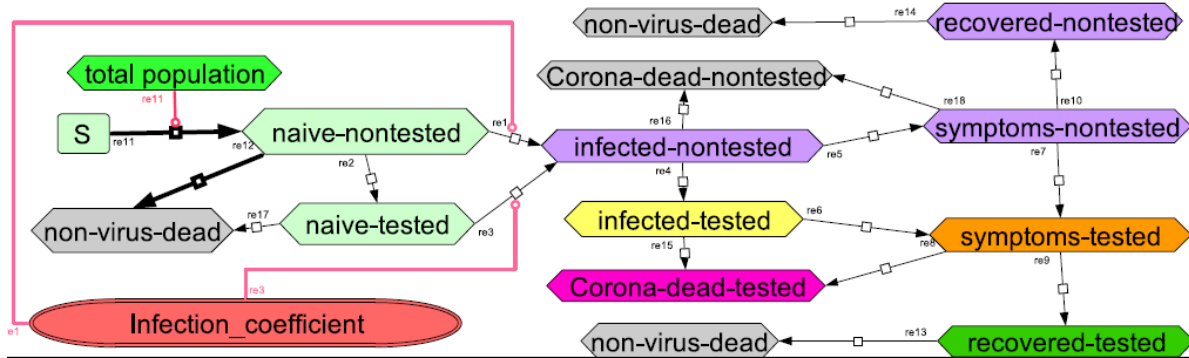 non-virus-dead
re14
recovered-nontested
total population
Corona-dead-nontested
re11
re18
re10
S
re11
re12
naive-nontested
re1
re16
symptoms-nontested
infected-nontested
re5
re7
re2
re4
non-virus-dead
re17
naive-tested
re3
infected-tested
re6
re15
re8
symptoms-tested
re9
Corona-dead-tested
re3
re1
Infection_coefficient
non-virus-dead
re13
recovered-tested